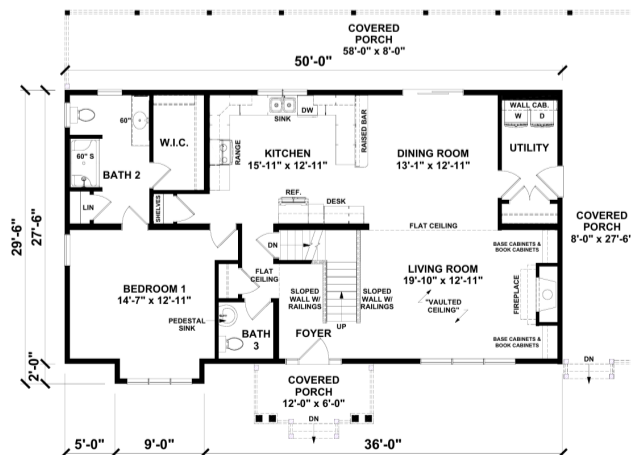 COVERED
PORCH
58'-0" x 8'-0"
50'-0"
60"
W.I.C.
SINK
DW
RAISED BAR
WALL CAB.
W
D
UTILITY
60" S
BATH 2
RANGE
KITCHEN
15'-11" x 12'-11"
DINING ROOM
13'-1" x 12'-11"
LIN
SHELVES
REF.
DESK
FLAT CEILING
COVERED
PORCH
8'-0" x 27'-6"
29'-6"
27'-6"
DN
BASE CABINETS &
BOOK CABINETS
FLAT
CEILING
BEDROOM 1
14'-7" x 12'-11"
SLOPED
WALL W/
RAILINGS
SLOPED
WALL W/
RAILINGS
LIVING ROOM
19'-10" x 12'-11"
"VAULTED
CEILING"
FIREPLACE
PEDESTAL
SINK
BATH
3
FOYER
UP
BASE CABINETS &
BOOK CABINETS
DN
2'-0"
COVERED
PORCH
12'-0" x 6'-0"
DN
5'-0"
9'-0"
36'-0"